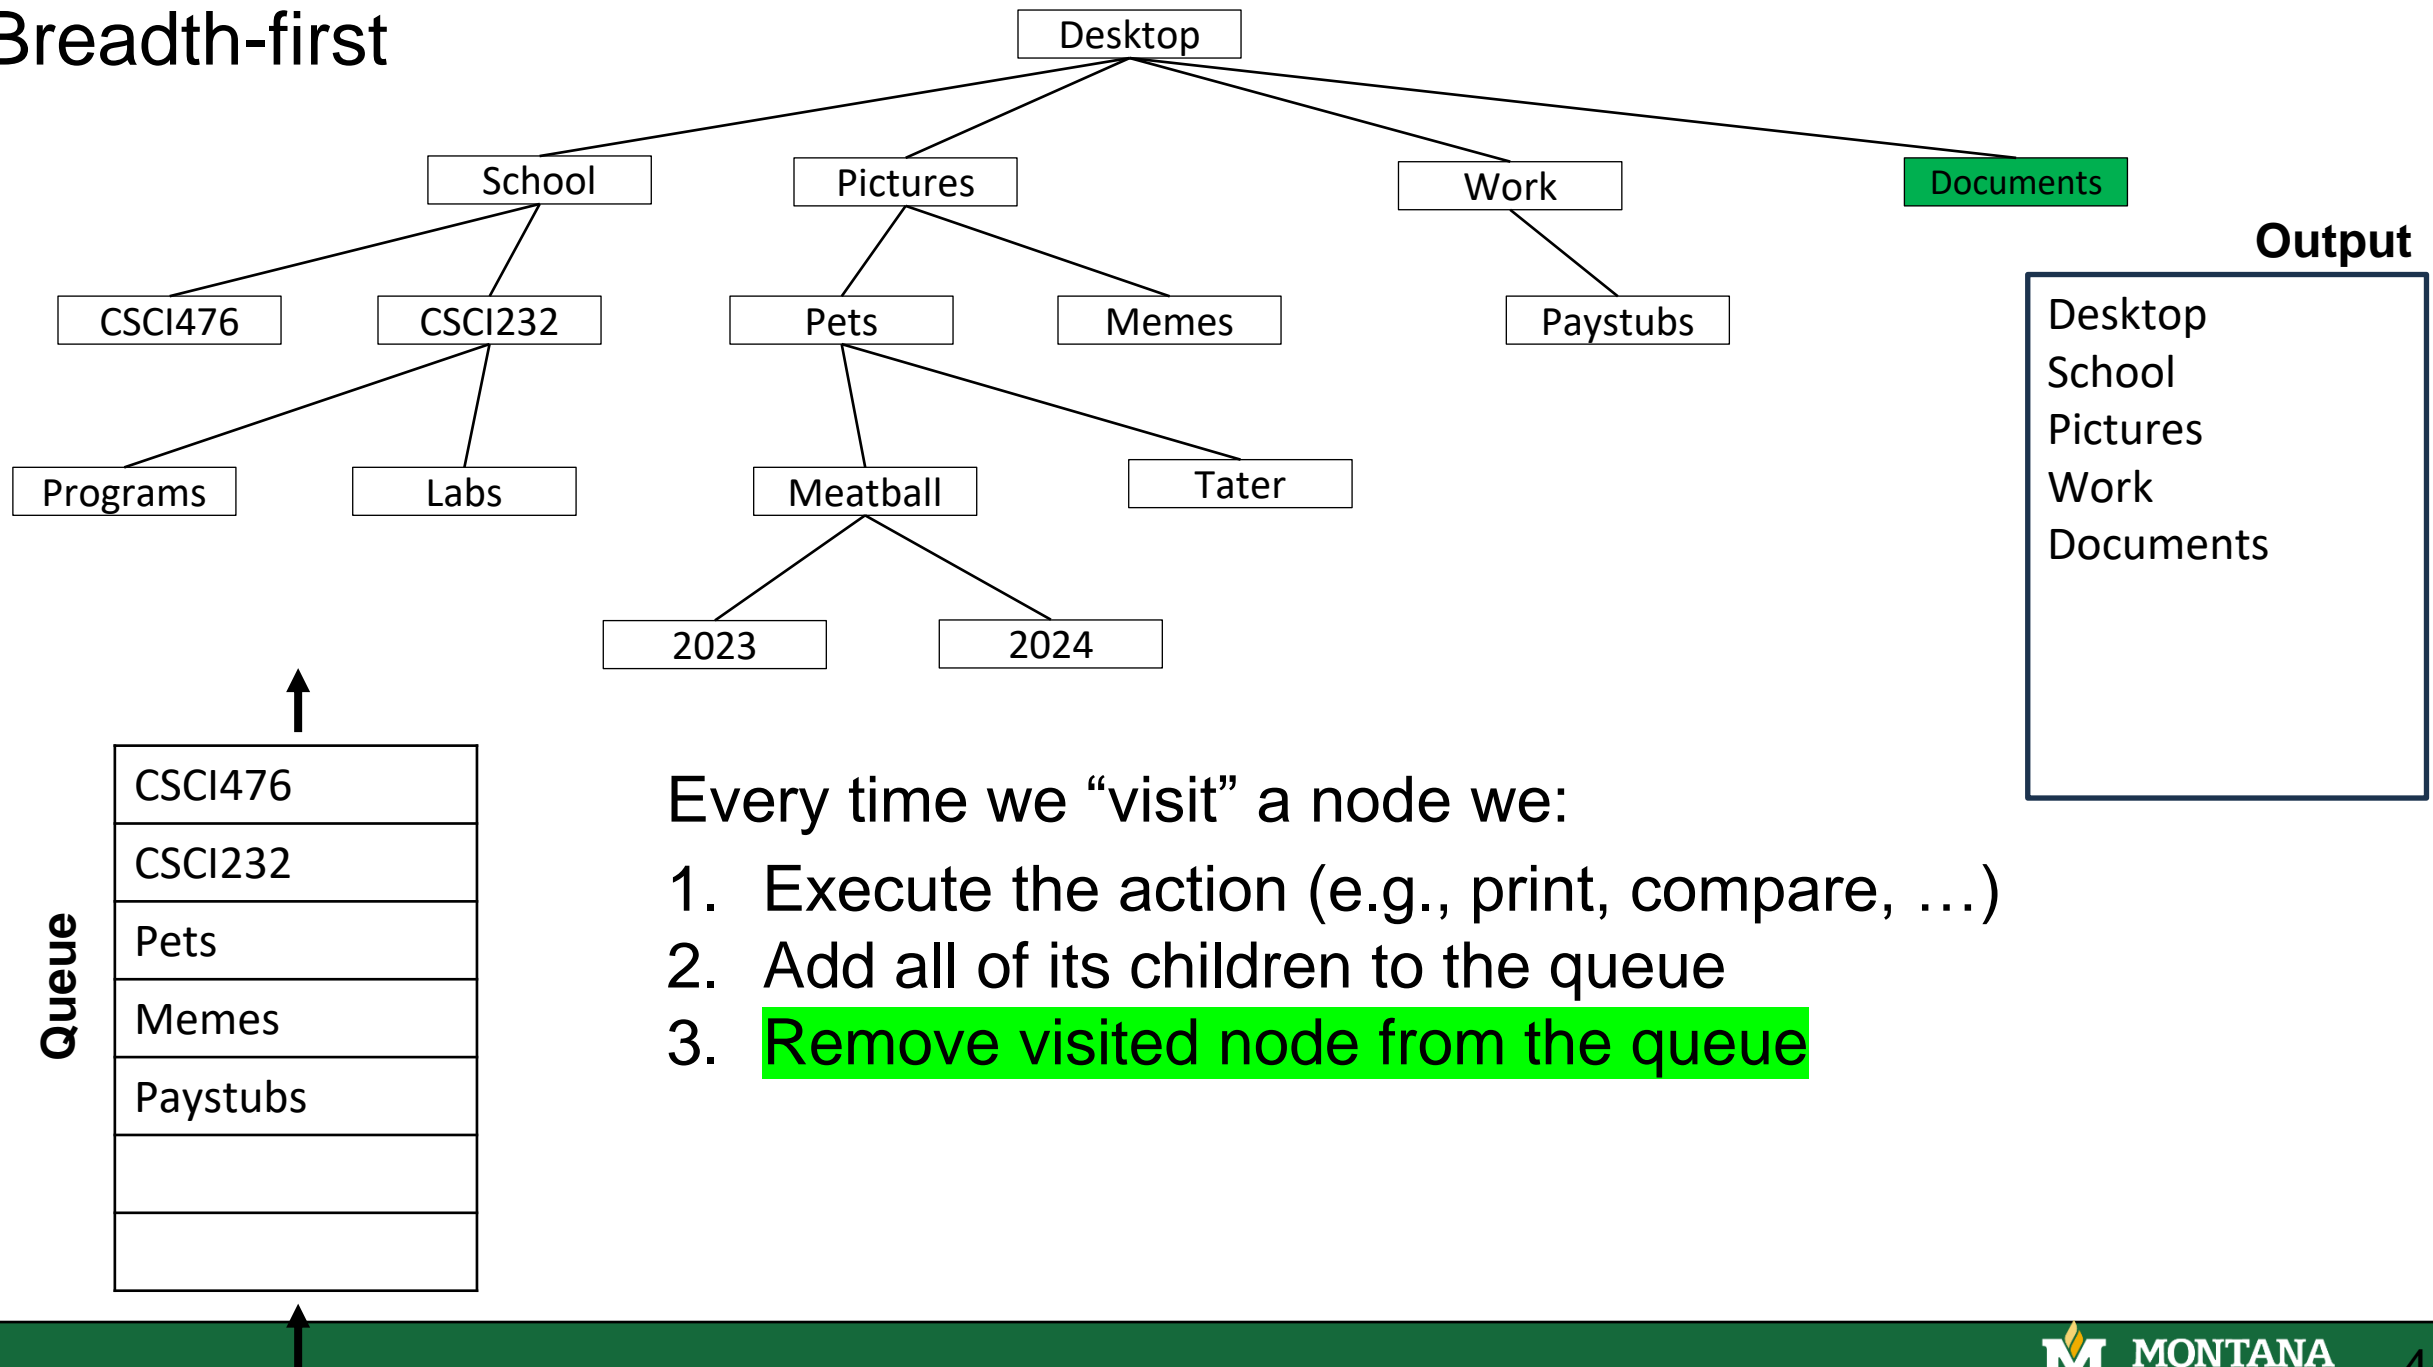 Breadth-first
Desktop
School
Pictures
Work
Documents
CSCI476
CSCI232
Pets
Memes
Paystubs
Programs
Labs
Meatball
Tater
2023
2024
Output
Desktop
School
Pictures
Work
Documents
Queue
CSCI476
CSCI232
Pets
Memes
Paystubs
Every time we “visit” a node we:
1. Execute the action (e.g., print, compare, …)
2. Add all of its children to the queue
3. Remove visited node from the queue
M MONTANA